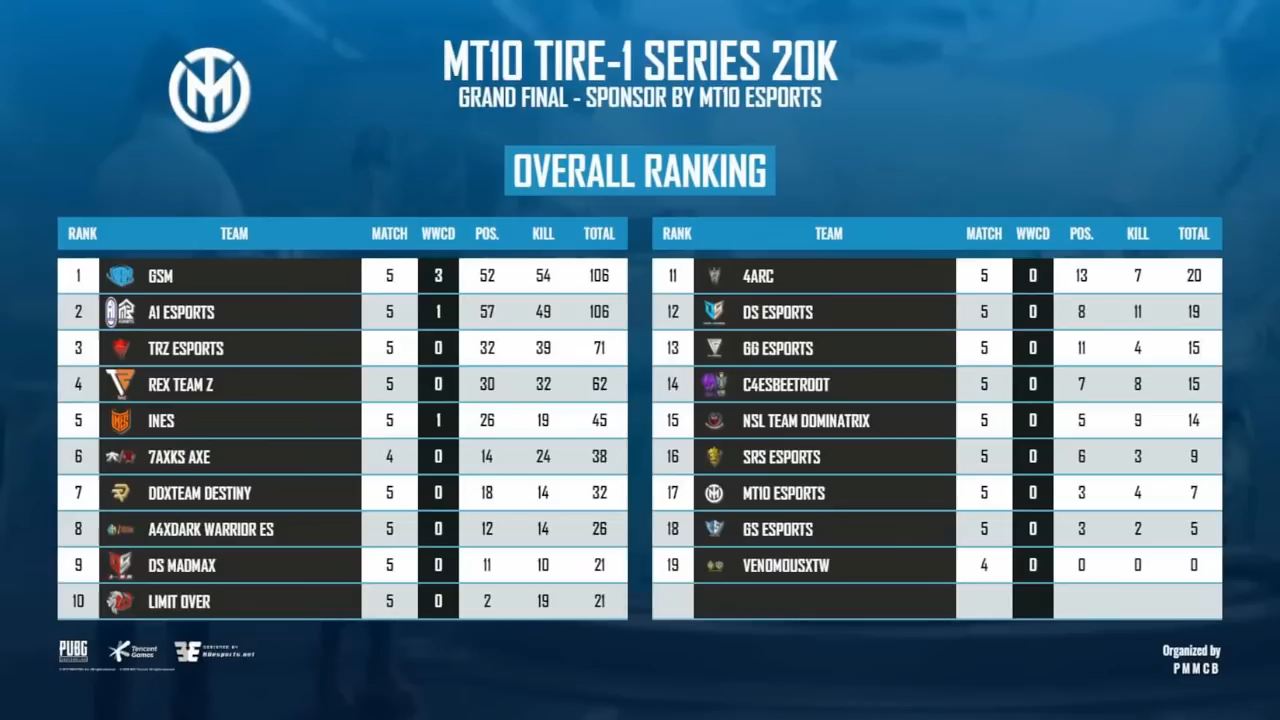 MT10 TIRE-1 SERIES 20K
GRAND FINAL - SPONSOR BY MT10 ESPORTS
OVERALL RANKING
RANK TEAM MATCH WWCD POS. KILL TOTAL
1 GSM 5 3 52 54 106
2 A1 ESPORTS 5 1 57 49 106
3 TRZ ESPORTS 5 0 32 39 71
4 REX TEAM Z 5 0 30 32 62
5 INES 5 1 26 19 45
6 7AXKS AXE 4 0 14 24 38
7 DDXTEAM DESTINY 5 0 18 14 32
8 A4XDARK WARRIOR ES 5 0 12 14 26
9 DS MADMAX 5 0 11 10 21
10 LIMIT OVER 5 0 2 19 21
RANK TEAM MATCH WWCD POS. KILL TOTAL
11 4ARC 5 0 13 7 20
12 DS ESPORTS 5 0 8 11 19
13 GG ESPORTS 5 0 11 4 15
14 C4ESBEETROOT 5 0 7 8 15
15 NSL TEAM DOMINATRIX 5 0 5 9 14
16 SRS ESPORTS 5 0 6 3 9
17 MT10 ESPORTS 5 0 3 4 7
18 GS ESPORTS 5 0 3 2 5
19 VENOMOUSXTW 4 0 0 0 0
PUBG
Tencent Games
Organized by
PMMCB